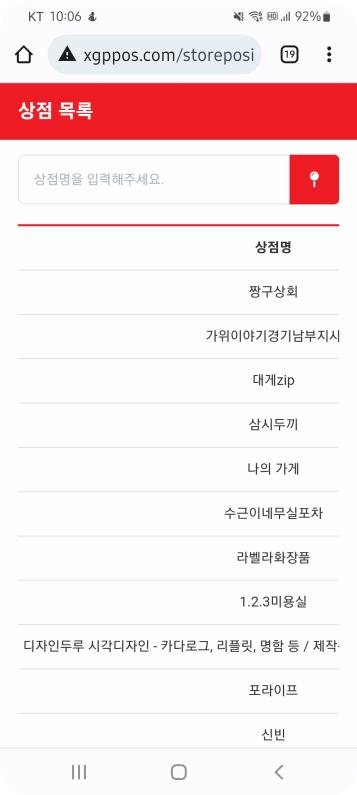 KT 10:06 92%
xgppos.com/storeposi 19
상점 목록
상점명을 입력해주세요.
상점명
짱구상회
가위이야기경기남부지사
대게zip
삼시두끼
나의 가게
수근이네무실포차
라벨라화장품
1.2.3미용실
디자인두루 시각디자인 - 카다로그, 리플릿, 명함 등 / 제작·
포라이프
신빈